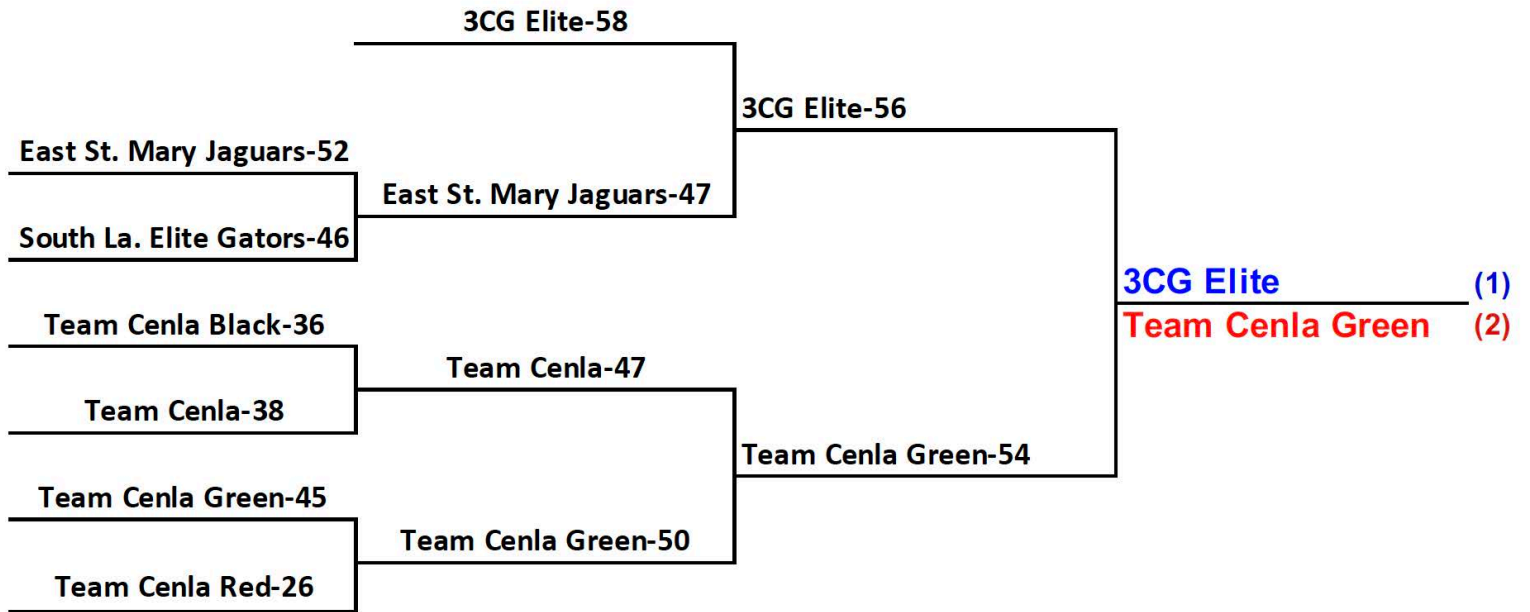 3CG Elite-58
3CG Elite-56
East St. Mary Jaguars-52
East St. Mary Jaguars-47
South La. Elite Gators-46
3CG Elite (1)
Team Cenla Green (2)
Team Cenla Black-36
Team Cenla-47
Team Cenla-38
Team Cenla Green-54
Team Cenla Green-45
Team Cenla Green-50
Team Cenla Red-26